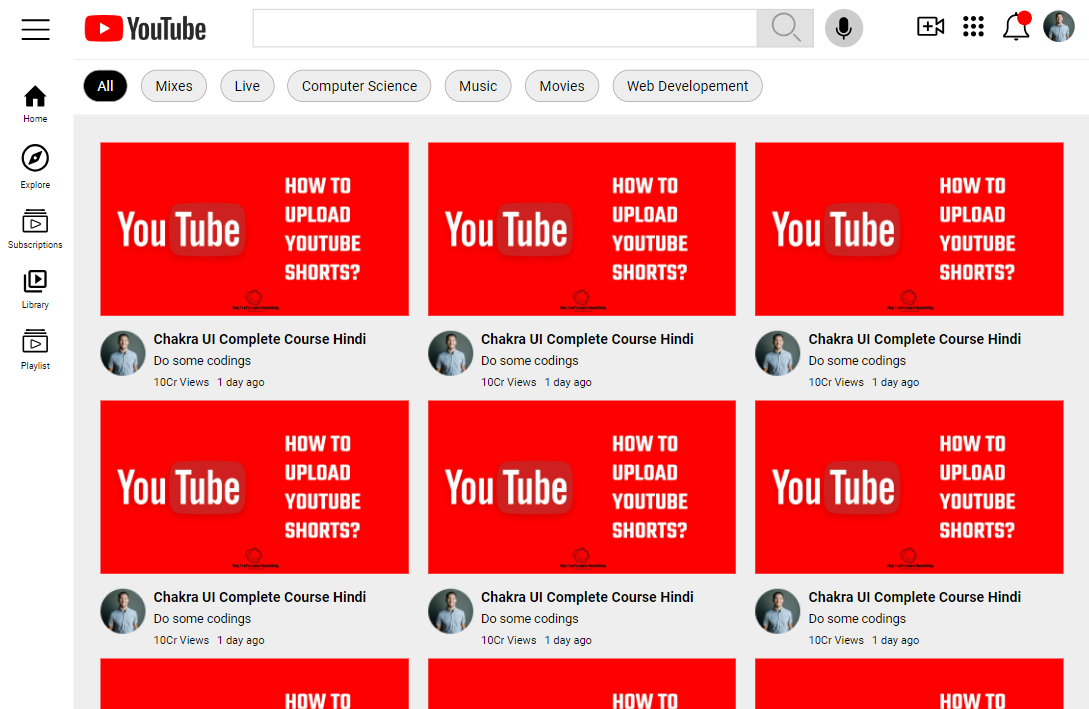 YouTube
All Mixes Live Computer Science Music Movies Web Developement
Home
Explore
Subscriptions
Library
Playlist
YouTube
HOW TO
UPLOAD
YOUTUBE
SHORTS?
YouTube
HOW TO
UPLOAD
YOUTUBE
SHORTS?
YouTube
HOW TO
UPLOAD
YOUTUBE
SHORTS?
Chakra UI Complete Course Hindi
Do some codings
10Cr Views 1 day ago
Chakra UI Complete Course Hindi
Do some codings
10Cr Views 1 day ago
Chakra UI Complete Course Hindi
Do some codings
10Cr Views 1 day ago
YouTube
HOW TO
UPLOAD
YOUTUBE
SHORTS?
YouTube
HOW TO
UPLOAD
YOUTUBE
SHORTS?
YouTube
HOW TO
UPLOAD
YOUTUBE
SHORTS?
Chakra UI Complete Course Hindi
Do some codings
10Cr Views 1 day ago
Chakra UI Complete Course Hindi
Do some codings
10Cr Views 1 day ago
Chakra UI Complete Course Hindi
Do some codings
10Cr Views 1 day ago
HOW TO
HOW TO
HOW TO